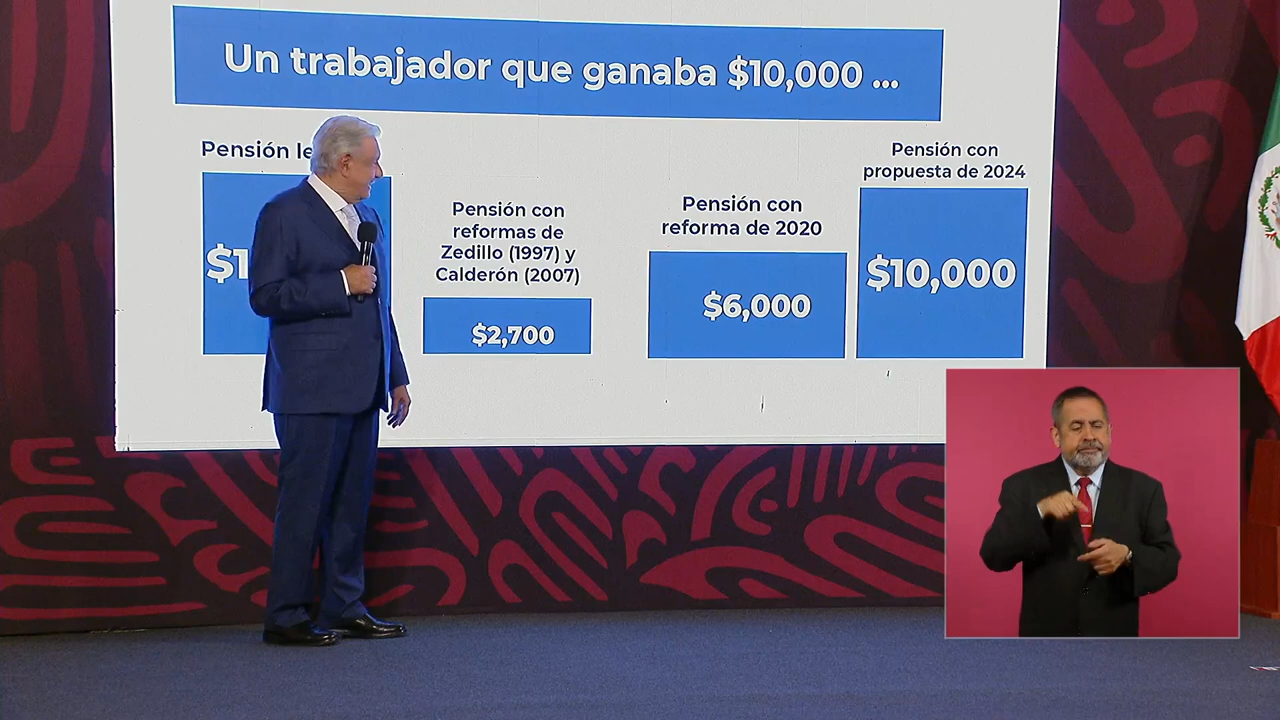 Un trabajador que ganaba $10,000 ...
Pensión
Pensión con
reformas de
Zedillo (1997) y
Calderón (2007)
$2,700
Pensión con
reforma de 2020
$6,000
Pensión con
propuesta de 2024
$10,000